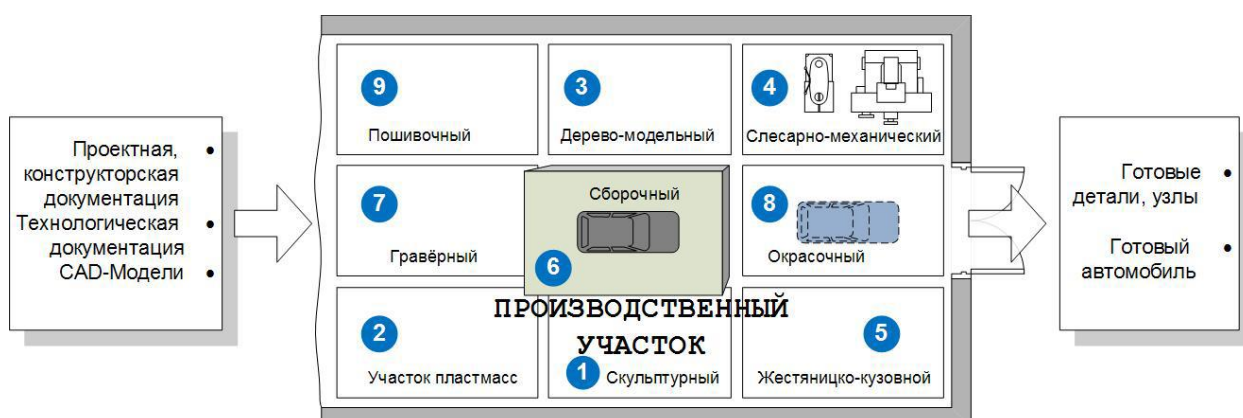 Проектная,
конструкторская
документация
Технологическая
документация
CAD-Модели
9
Пошивочный
3
Дерево-модельный
4
Слесарно-механический
7
Гравёрный
Сборочный
6
8
Окрасочный
ПРОИЗВОДСТВЕННЫЙ
УЧАСТОК
2
Участок пластмасс
1
Скульптурный
5
Жестяницко-кузовной
Готовые
детали, узлы
Готовый
автомобиль